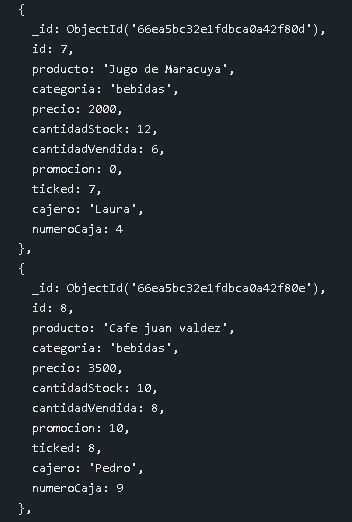 {
_id: ObjectId('66ea5bc32e1fdbca0a42f80d'),
id: 7,
producto: 'Jugo de Maracuya',
categoria: 'bebidas',
precio: 2000,
cantidadStock: 12,
cantidadVendida: 6,
promocion: 0,
ticked: 7,
cajero: 'Laura',
numeroCaja: 4
},
{
_id: ObjectId('66ea5bc32e1fdbca0a42f80e'),
id: 8,
producto: 'Cafe juan valdez',
categoria: 'bebidas',
precio: 3500,
cantidadStock: 10,
cantidadVendida: 8,
promocion: 10,
ticked: 8,
cajero: 'Pedro',
numeroCaja: 9
},